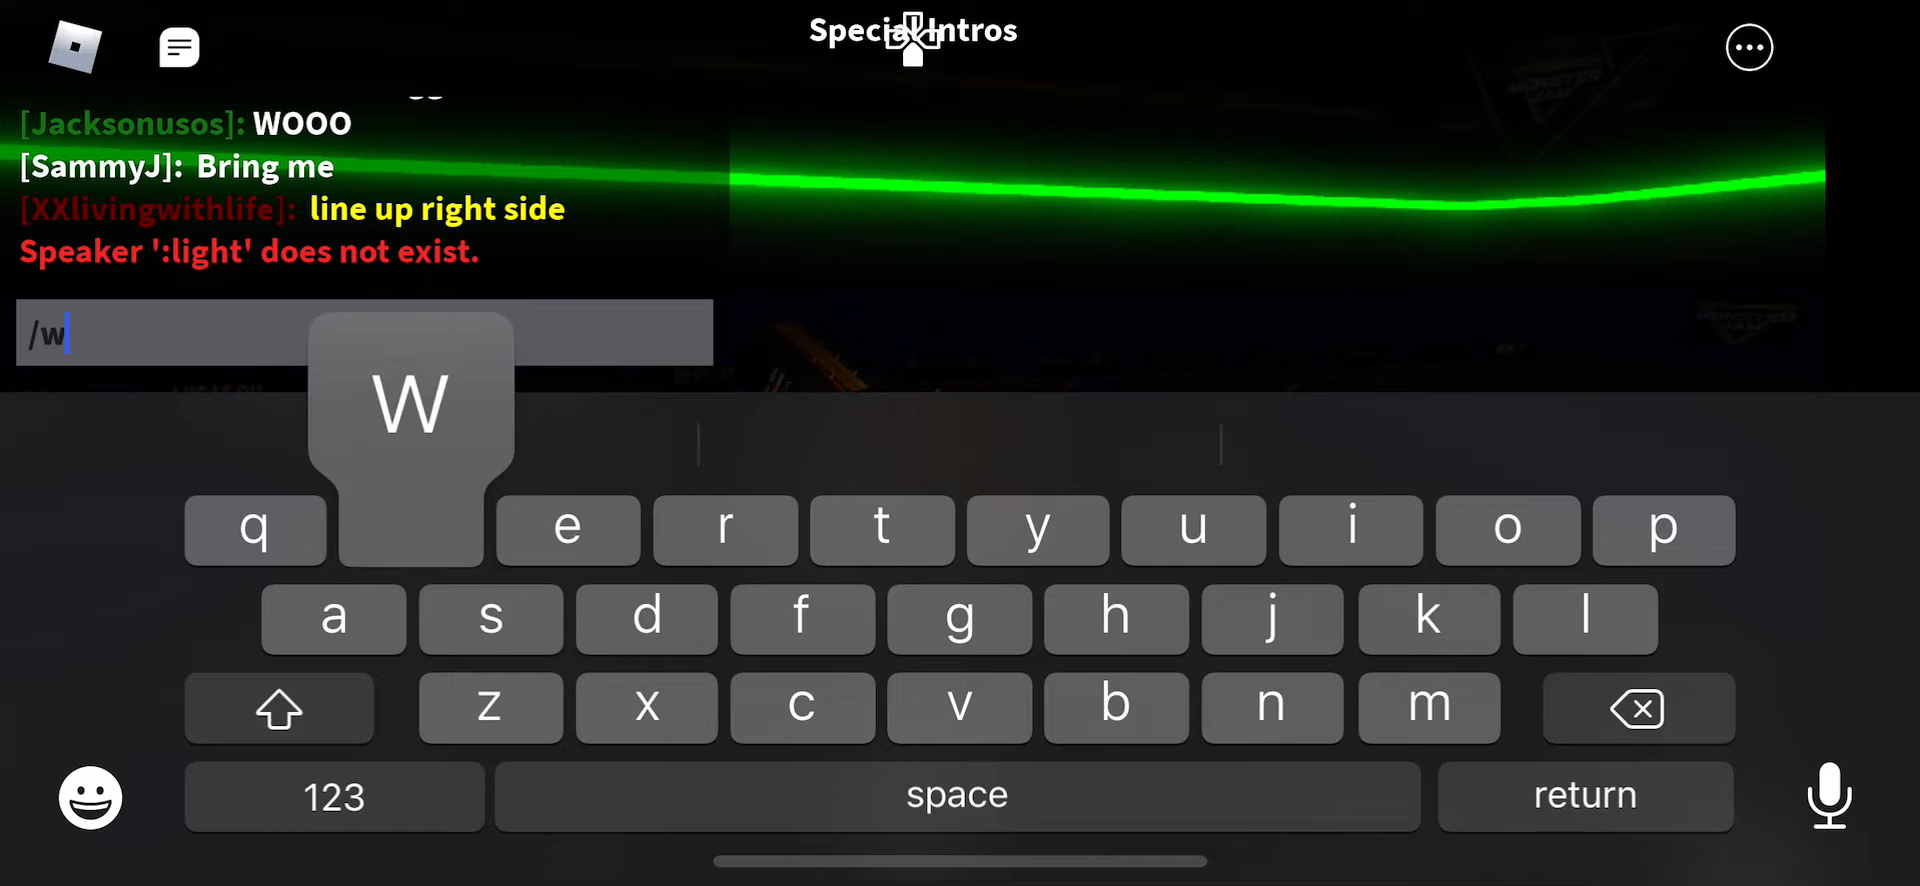 Special Intros
[Jacksonusos]: WOOO
[SammyJ]: Bring me
[XXlivingwithlife]: line up right side
Speaker ':light' does not exist.
/w
W
q e r t y u i o p
a s d f g h j k l
z x c v b n m
123 space return